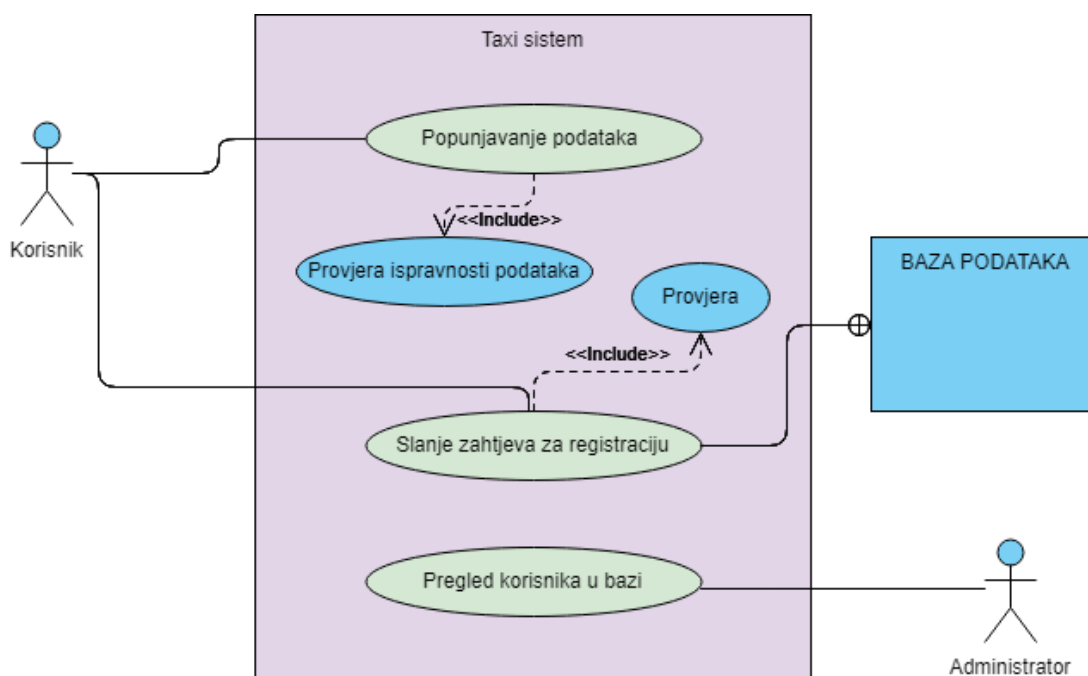 Taxi sistem
Popunjavanje podataka
<<Include>>
Korisnik
Provjera ispravnosti podataka
BAZA PODATAKA
Provjera
<<Include>>
Slanje zahtjeva za registraciju
Pregled korisnika u bazi
Administrator